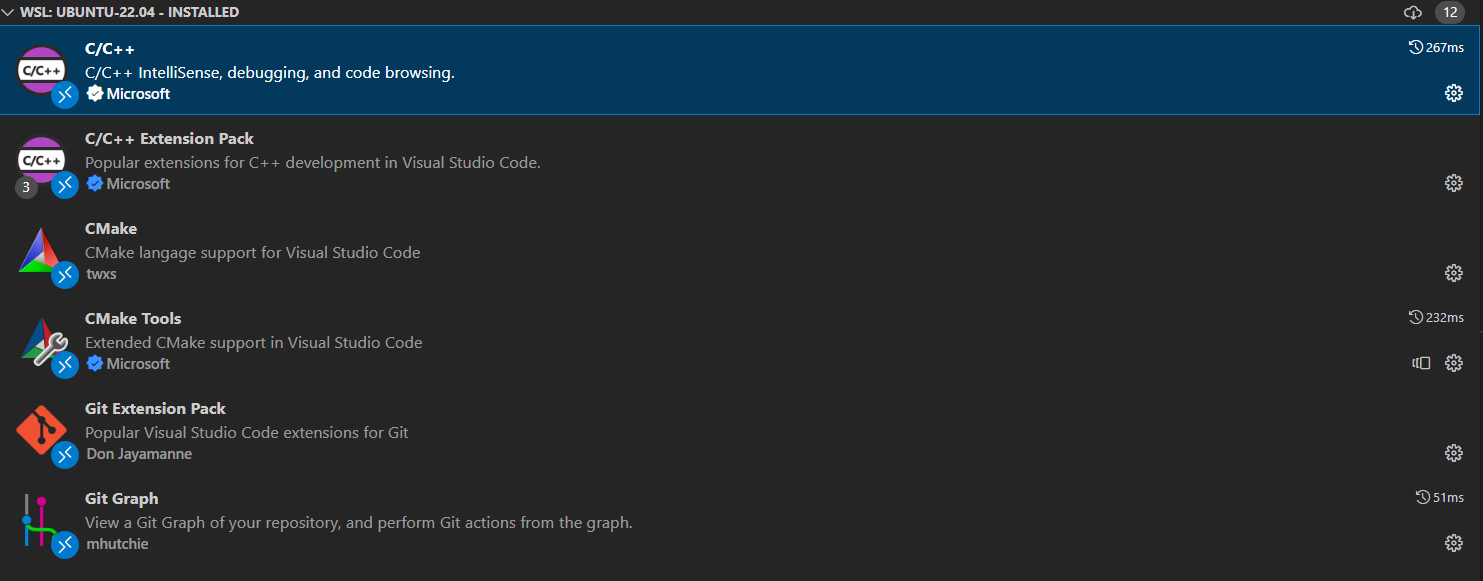 WSL: UBUNTU-22.04 - INSTALLED 12
C/C++ 267ms
C/C++
C/C++ IntelliSense, debugging, and code browsing.
Microsoft
C/C++ Extension Pack
C/C++
Popular extensions for C++ development in Visual Studio Code.
3 Microsoft
CMake
CMake langage support for Visual Studio Code
twxs
CMake Tools 232ms
Extended CMake support in Visual Studio Code
Microsoft
Git Extension Pack
Popular Visual Studio Code extensions for Git
Don Jayamanne
Git Graph 51ms
View a Git Graph of your repository, and perform Git actions from the graph.
mhutchie